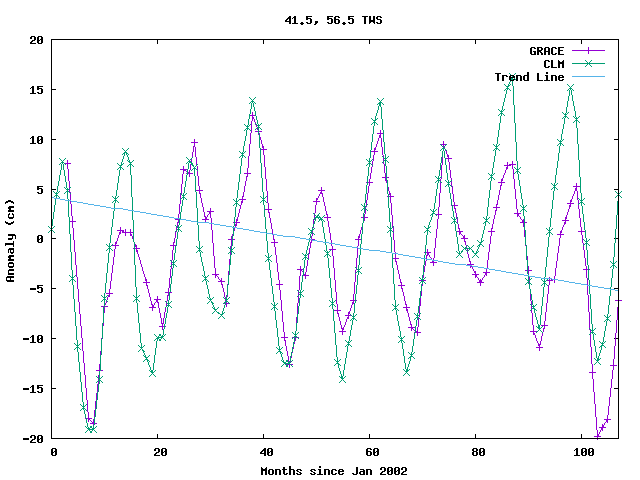 41.5, 56.5 TWS
GRACE
CLM
Trend Line
20
15
10
5
0
-5
-10
-15
-20
Anomaly (cm)
0 20 40 60 80 100
Months since Jan 2002